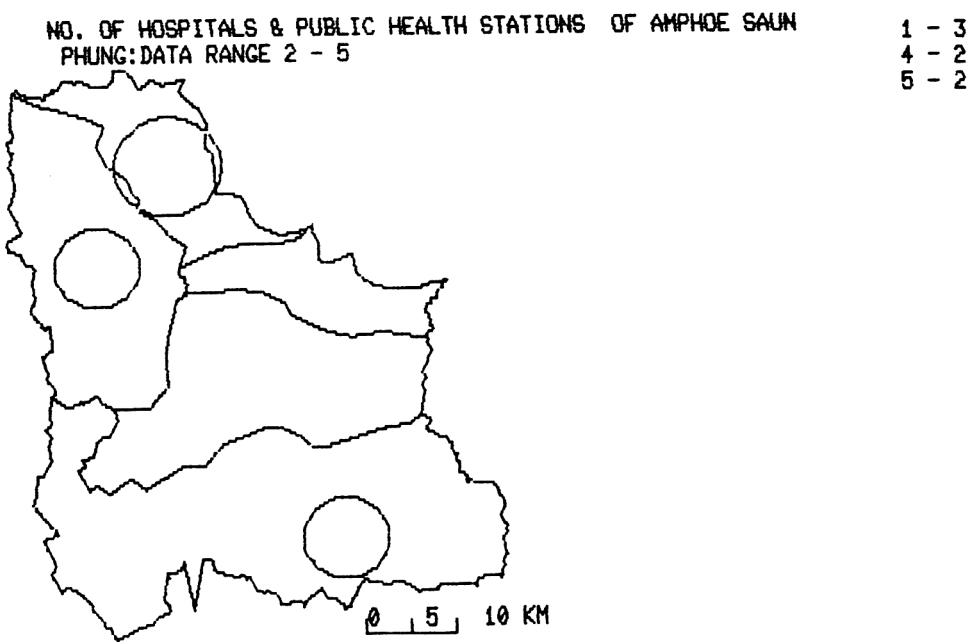 NO. OF HOSPITALS & PUBLIC HEALTH STATIONS OF AMPHOE SAUN
PHUNG:DATA RANGE 2 - 5
1 - 3
4 - 2
5 - 2
0 5 10 KM